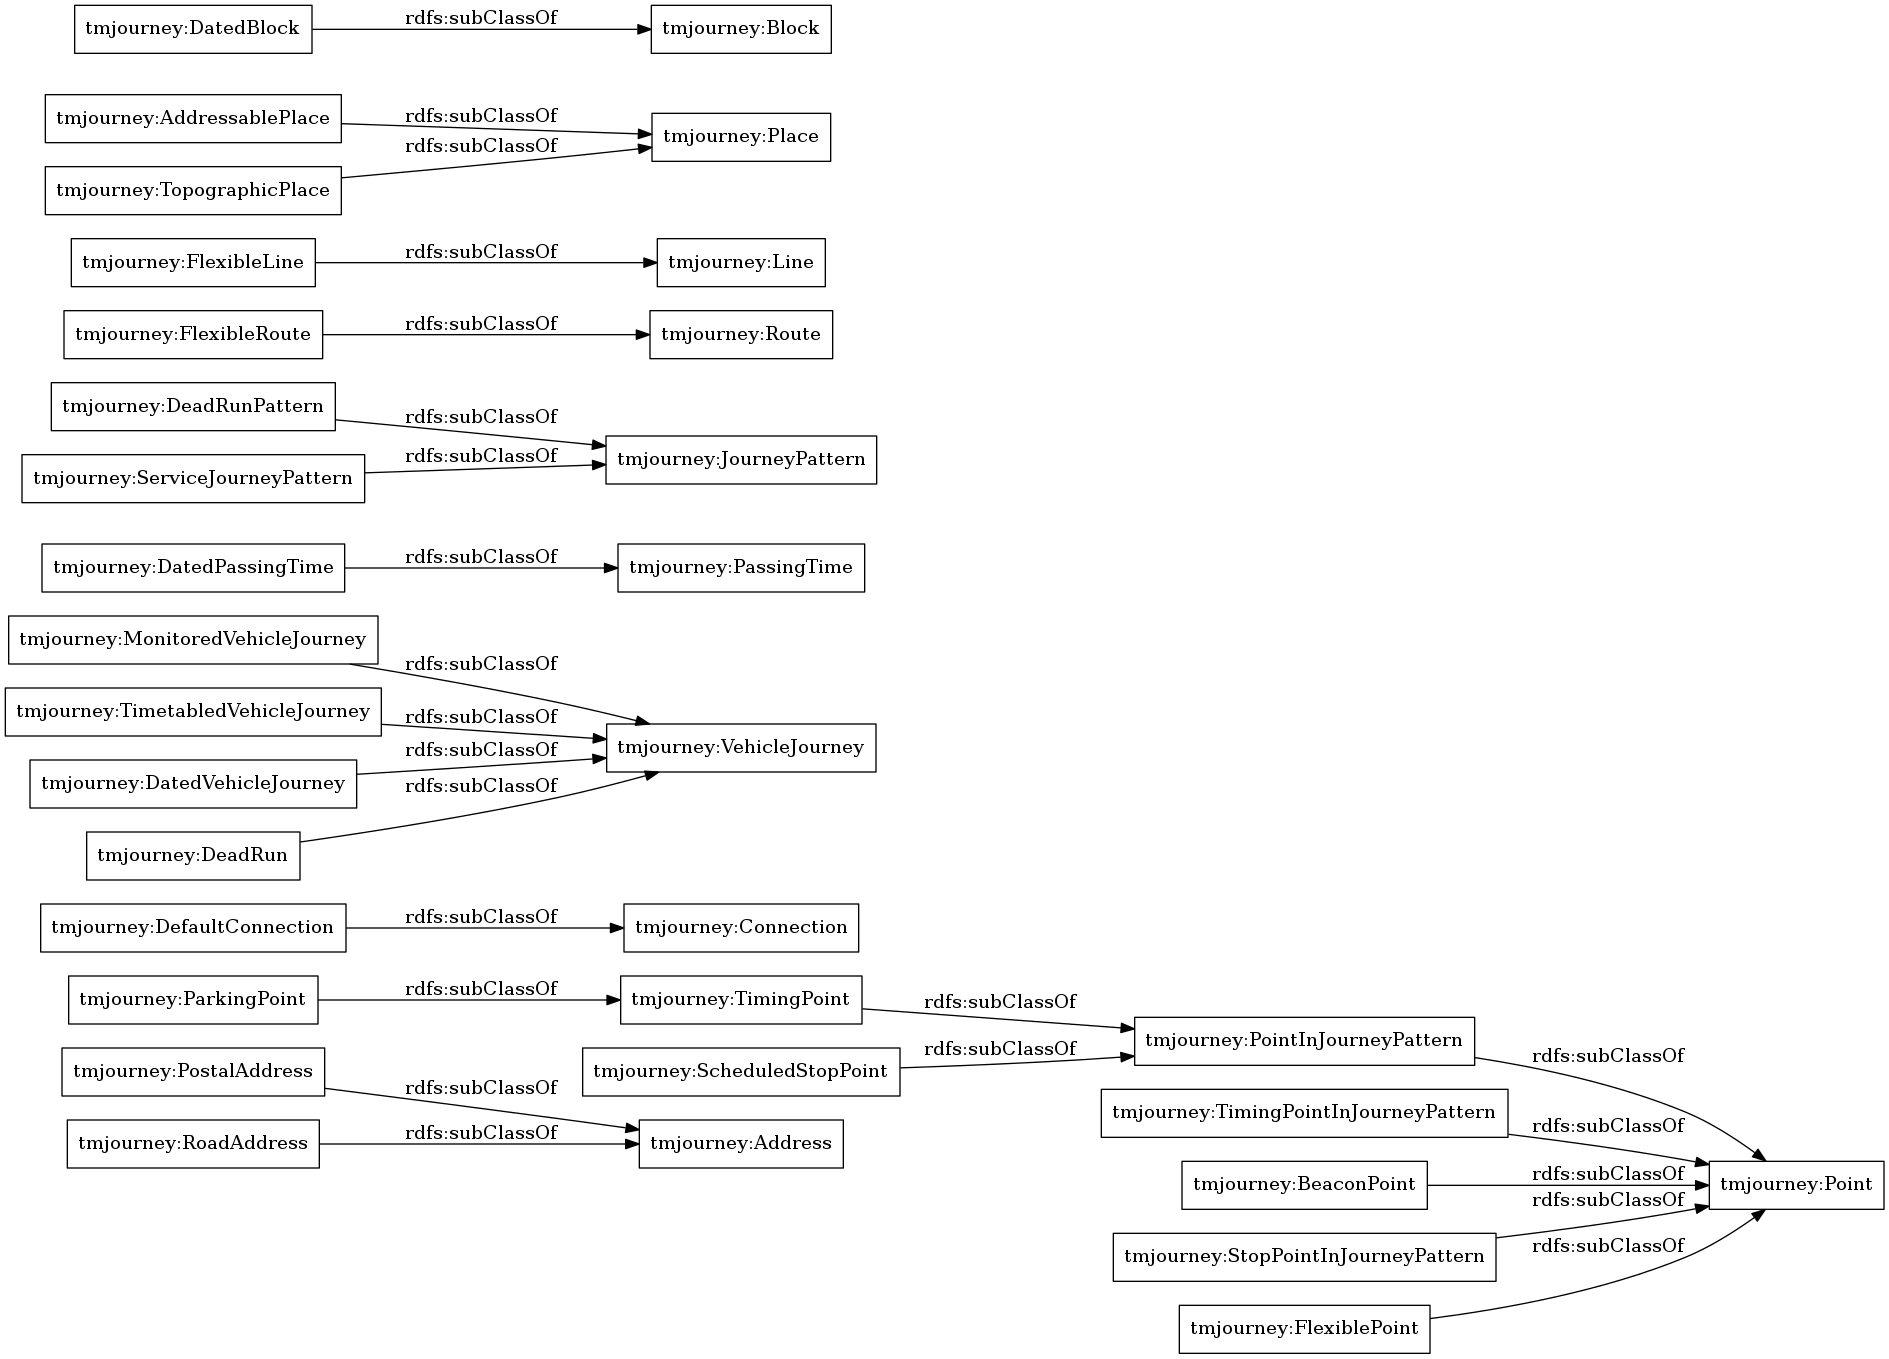 tmjourney:DatedBlock
rdfs:subClassOf
tmjourney:Block
tmjourney:AddressablePlace
rdfs:subClassOf
tmjourney:Place
rdfs:subClassOf
tmjourney:TopographicPlace
tmjourney:FlexibleLine
rdfs:subClassOf
tmjourney:Line
tmjourney:FlexibleRoute
rdfs:subClassOf
tmjourney:Route
tmjourney:DeadRunPattern
rdfs:subClassOf
tmjourney:JourneyPattern
rdfs:subClassOf
tmjourney:ServiceJourneyPattern
tmjourney:DatedPassingTime
rdfs:subClassOf
tmjourney:PassingTime
tmjourney:MonitoredVehicleJourney
rdfs:subClassOf
tmjourney:TimetabledVehicleJourney
rdfs:subClassOf
tmjourney:VehicleJourney
rdfs:subClassOf
tmjourney:DatedVehicleJourney
rdfs:subClassOf
tmjourney:DeadRun
tmjourney:DefaultConnection
rdfs:subClassOf
tmjourney:Connection
tmjourney:ParkingPoint
rdfs:subClassOf
tmjourney:TimingPoint
rdfs:subClassOf
tmjourney:PointInJourneyPattern
rdfs:subClassOf
tmjourney:ScheduledStopPoint
rdfs:subClassOf
tmjourney:PostalAddress
rdfs:subClassOf
tmjourney:TimingPointInJourneyPattern
rdfs:subClassOf
tmjourney:RoadAddress
rdfs:subClassOf
tmjourney:Address
tmjourney:BeaconPoint
rdfs:subClassOf
tmjourney:Point
rdfs:subClassOf
tmjourney:StopPointInJourneyPattern
rdfs:subClassOf
tmjourney:FlexiblePoint